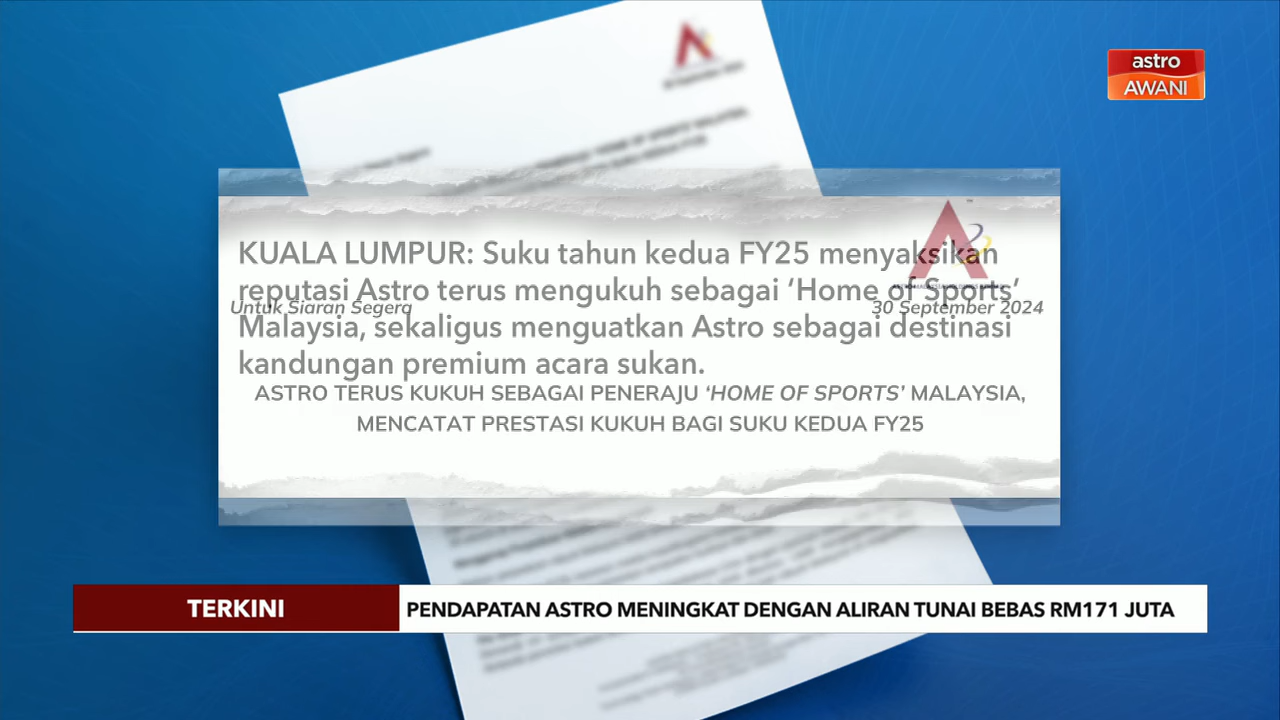 astro
AWANI
KUALA LUMPUR: Suku tahun kedua FY25 menyaksikan
reputasi Astro terus mengukuh sebagai ‘Home of Sports’
Untuk Siaran Segera
30 September 2024
Malaysia, sekaligus menguatkan Astro sebagai destinasi
kandungan premium acara sukan.
ASTRO TERUS KUKUH SEBAGAI PENERAJU ‘HOME OF SPORTS’ MALAYSIA,
MENCATAT PRESTASI KUKUH BAGI SUKU KEDUA FY25
TERKINI
PENDAPATAN ASTRO MENINGKAT DENGAN ALIRAN TUNAI BEBAS RM171 JUTA